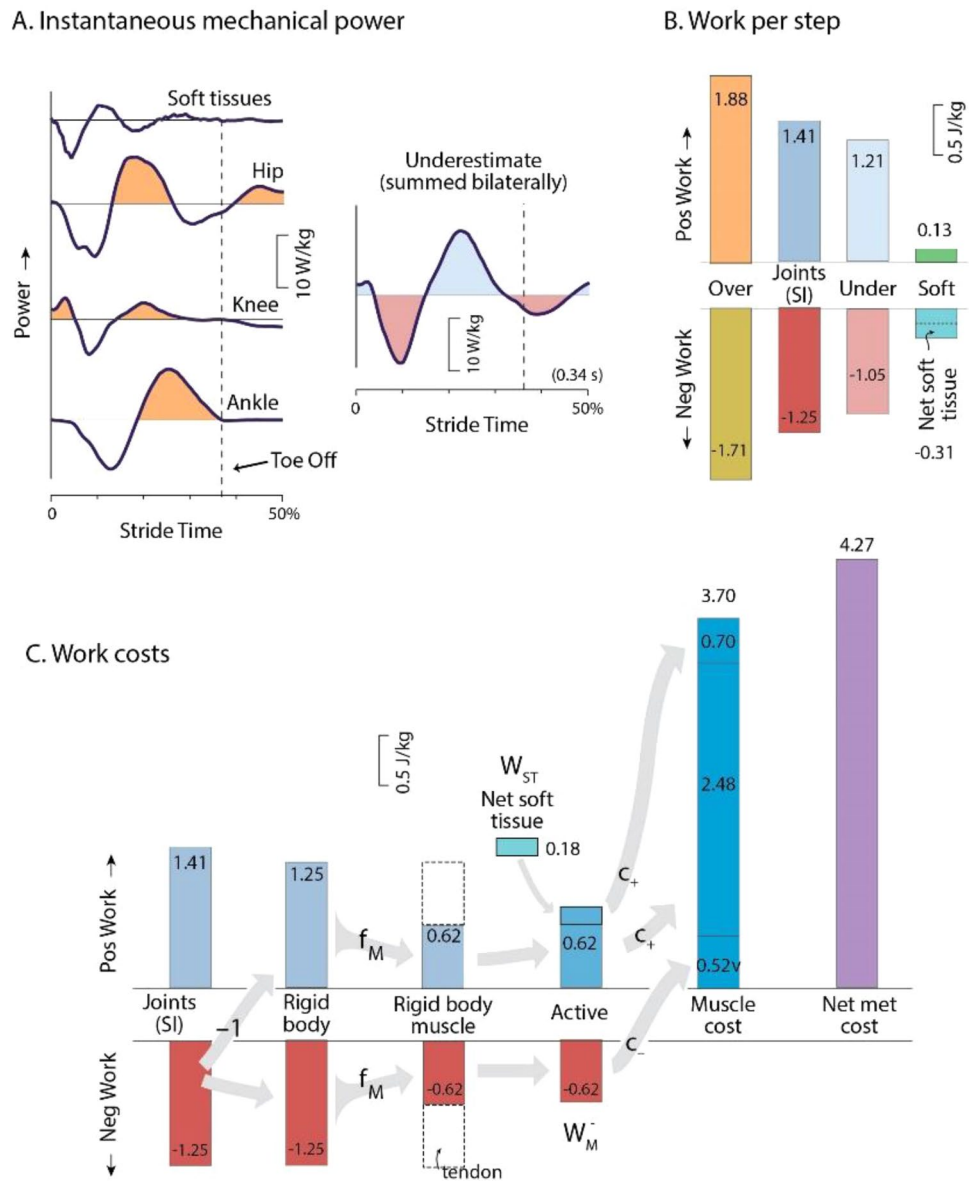 A. Instantaneous mechanical power
Soft tissues
Hip
10 W/kg
Knee
Ankle
Power →
Toe Off
0
50%
Stride Time
Underestimate
(summed bilaterally)
10 W/kg
(0.34 s)
0
50%
Stride Time
B. Work per step
1.88
1.41
1.21
0.13
0.5 J/kg
Pos Work →
Over
Joints
(SI)
Under
Soft
← Neg Work
-1.71
-1.25
-1.05
Net soft
tissue
-0.31
C. Work costs
0.5 J/kg
4.27
3.70
0.70
2.48
0.52v
W_ST
Net soft
tissue
0.18
Pos Work →
1.41
1.25
f_M
0.62
0.62
c_+
c_+
Joints
(SI)
Rigid
body
Rigid body
muscle
Active
Muscle
cost
Net met
cost
−1
← Neg Work
-1.25
-1.25
f_M
-0.62
-0.62
c_-
W_M^-
tendon